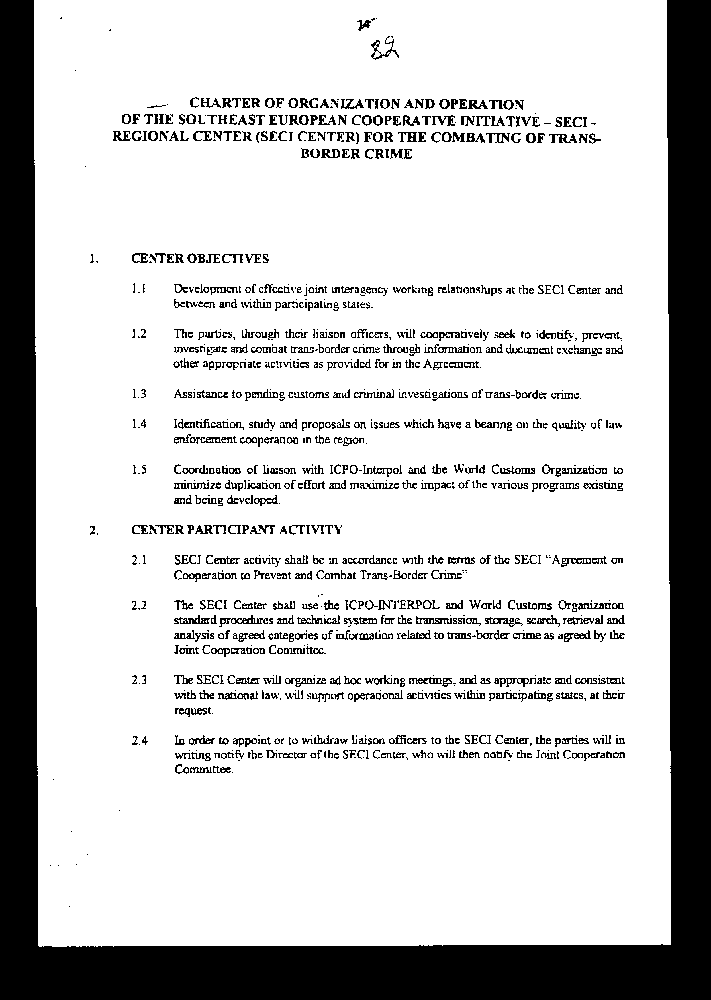 14
82
CHARTER OF ORGANIZATION AND OPERATION
OF THE SOUTHEAST EUROPEAN COOPERATIVE INITIATIVE – SECI -
REGIONAL CENTER (SECI CENTER) FOR THE COMBATING OF TRANS-
BORDER CRIME
1. CENTER OBJECTIVES
1.1 Development of effective joint interagency working relationships at the SECI Center and
between and within participating states.
1.2 The parties, through their liaison officers, will cooperatively seek to identify, prevent,
investigate and combat trans-border crime through information and document exchange and
other appropriate activities as provided for in the Agreement.
1.3 Assistance to pending customs and criminal investigations of trans-border crime.
1.4 Identification, study and proposals on issues which have a bearing on the quality of law
enforcement cooperation in the region.
1.5 Coordination of liaison with ICPO-Interpol and the World Customs Organization to
minimize duplication of effort and maximize the impact of the various programs existing
and being developed.
2. CENTER PARTICIPANT ACTIVITY
2.1 SECI Center activity shall be in accordance with the terms of the SECI “Agreement on
Cooperation to Prevent and Combat Trans-Border Crime”.
2.2 The SECI Center shall use the ICPO-INTERPOL and World Customs Organization
standard procedures and technical system for the transmission, storage, search, retrieval and
analysis of agreed categories of information related to trans-border crime as agreed by the
Joint Cooperation Committee.
2.3 The SECI Center will organize ad hoc working meetings, and as appropriate and consistent
with the national law, will support operational activities within participating states, at their
request.
2.4 In order to appoint or to withdraw liaison officers to the SECI Center, the parties will in
writing notify the Director of the SECI Center, who will then notify the Joint Cooperation
Committee.